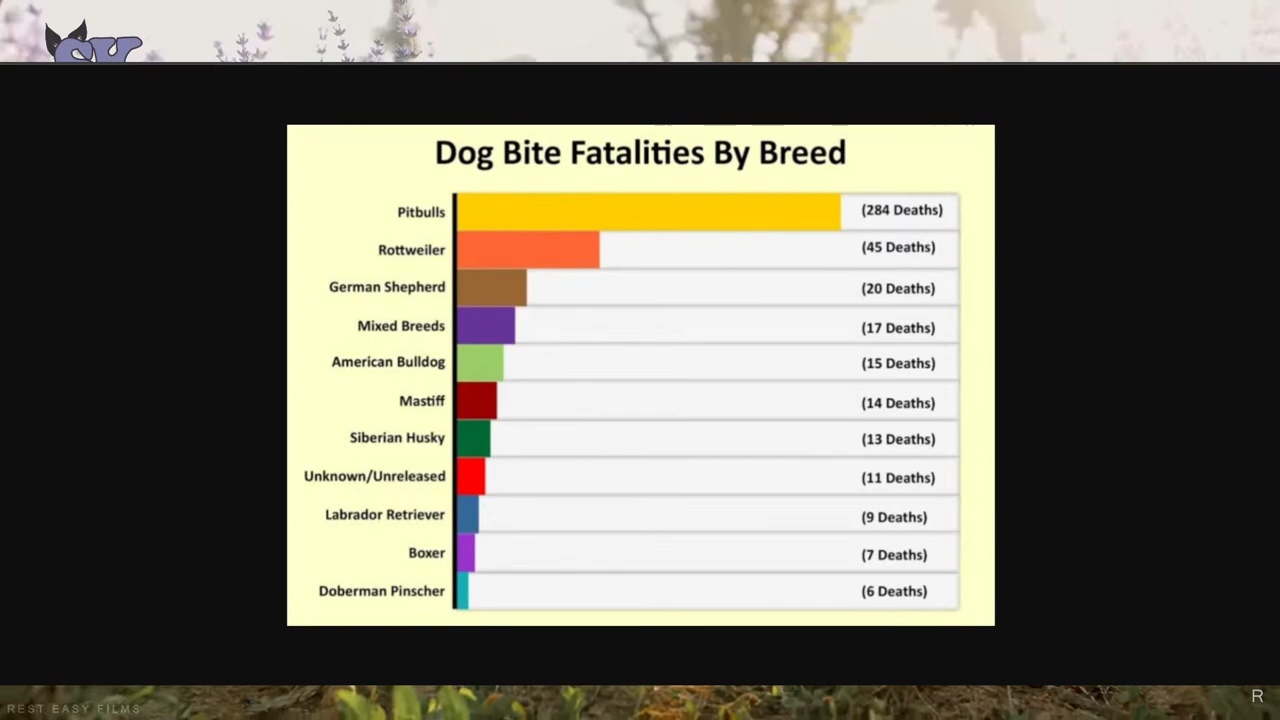 Dog Bite Fatalities By Breed
Pitbulls (284 Deaths)
Rottweiler (45 Deaths)
German Shepherd (20 Deaths)
Mixed Breeds (17 Deaths)
American Bulldog (15 Deaths)
Mastiff (14 Deaths)
Siberian Husky (13 Deaths)
Unknown/Unreleased (11 Deaths)
Labrador Retriever (9 Deaths)
Boxer (7 Deaths)
Doberman Pinscher (6 Deaths)
REST EASY FILMS R